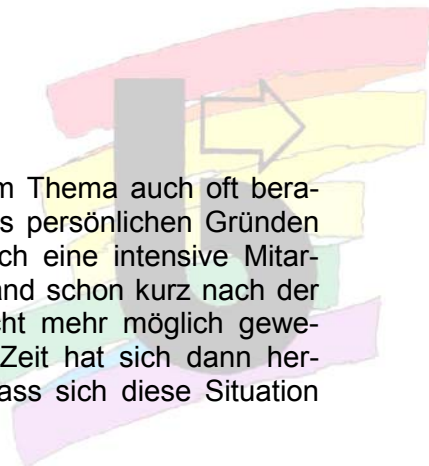 m Thema auch oft bera-
s persönlichen Gründen
ch eine intensive Mitar-
and schon kurz nach der
cht mehr möglich gewe-
Zeit hat sich dann her-
ass sich diese Situation